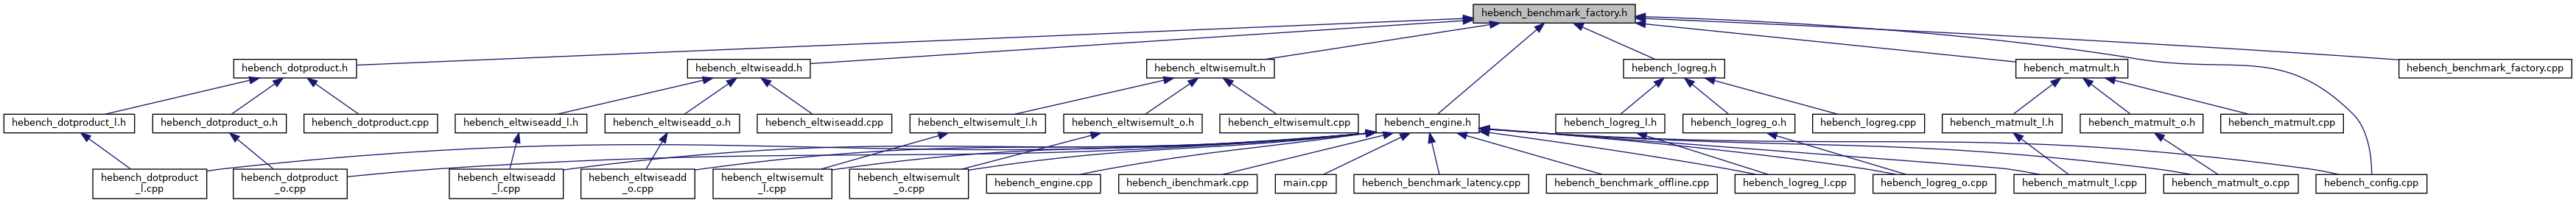 hebench_benchmark_factory.h
hebench_dotproduct.h
hebench_eltwiseadd.h
hebench_eltwisemult.h
hebench_logreg.h
hebench_matmult.h
hebench_benchmark_factory.cpp
hebench_dotproduct_l.h
hebench_dotproduct_o.h
hebench_dotproduct.cpp
hebench_eltwiseadd_l.h
hebench_eltwiseadd_o.h
hebench_eltwiseadd.cpp
hebench_eltwisemult_l.h
hebench_eltwisemult_o.h
hebench_eltwisemult.cpp
hebench_engine.h
hebench_logreg_l.h
hebench_logreg_o.h
hebench_logreg.cpp
hebench_matmult_l.h
hebench_matmult_o.h
hebench_matmult.cpp
hebench_dotproduct
_l.cpp
hebench_dotproduct
_o.cpp
hebench_eltwiseadd
_l.cpp
hebench_eltwiseadd
_o.cpp
hebench_eltwisemult
_l.cpp
hebench_eltwisemult
_o.cpp
hebench_engine.cpp
hebench_ibenchmark.cpp
main.cpp
hebench_benchmark_latency.cpp
hebench_benchmark_offline.cpp
hebench_logreg_l.cpp
hebench_logreg_o.cpp
hebench_matmult_l.cpp
hebench_matmult_o.cpp
hebench_config.cpp